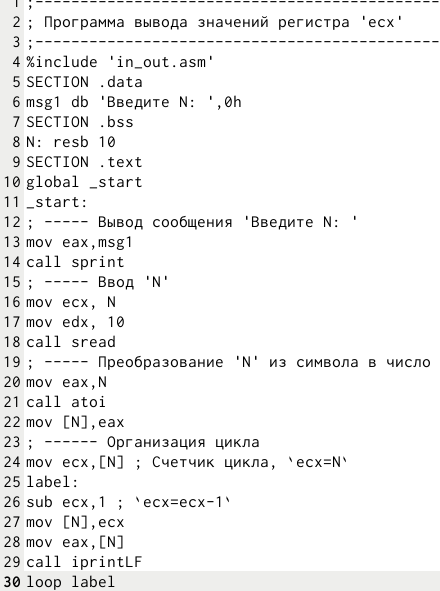 1 ;-----------------------------------------
2 ; Программа вывода значений регистра 'ecx'
3 ;-----------------------------------------
4 %include 'in_out.asm'
5 SECTION .data
6 msg1 db 'Введите N: ',0h
7 SECTION .bss
8 N: resb 10
9 SECTION .text
10 global _start
11 _start:
12 ; ----- Вывод сообщения 'Введите N: '
13 mov eax,msg1
14 call sprint
15 ; ----- Ввод 'N'
16 mov ecx, N
17 mov edx, 10
18 call sread
19 ; ----- Преобразование 'N' из символа в число
20 mov eax,N
21 call atoi
22 mov [N],eax
23 ; ------ Организация цикла
24 mov ecx,[N] ; Счетчик цикла, `ecx=N`
25 label:
26 sub ecx,1 ; `ecx=ecx-1`
27 mov [N],ecx
28 mov eax,[N]
29 call iprintLF
30 loop label